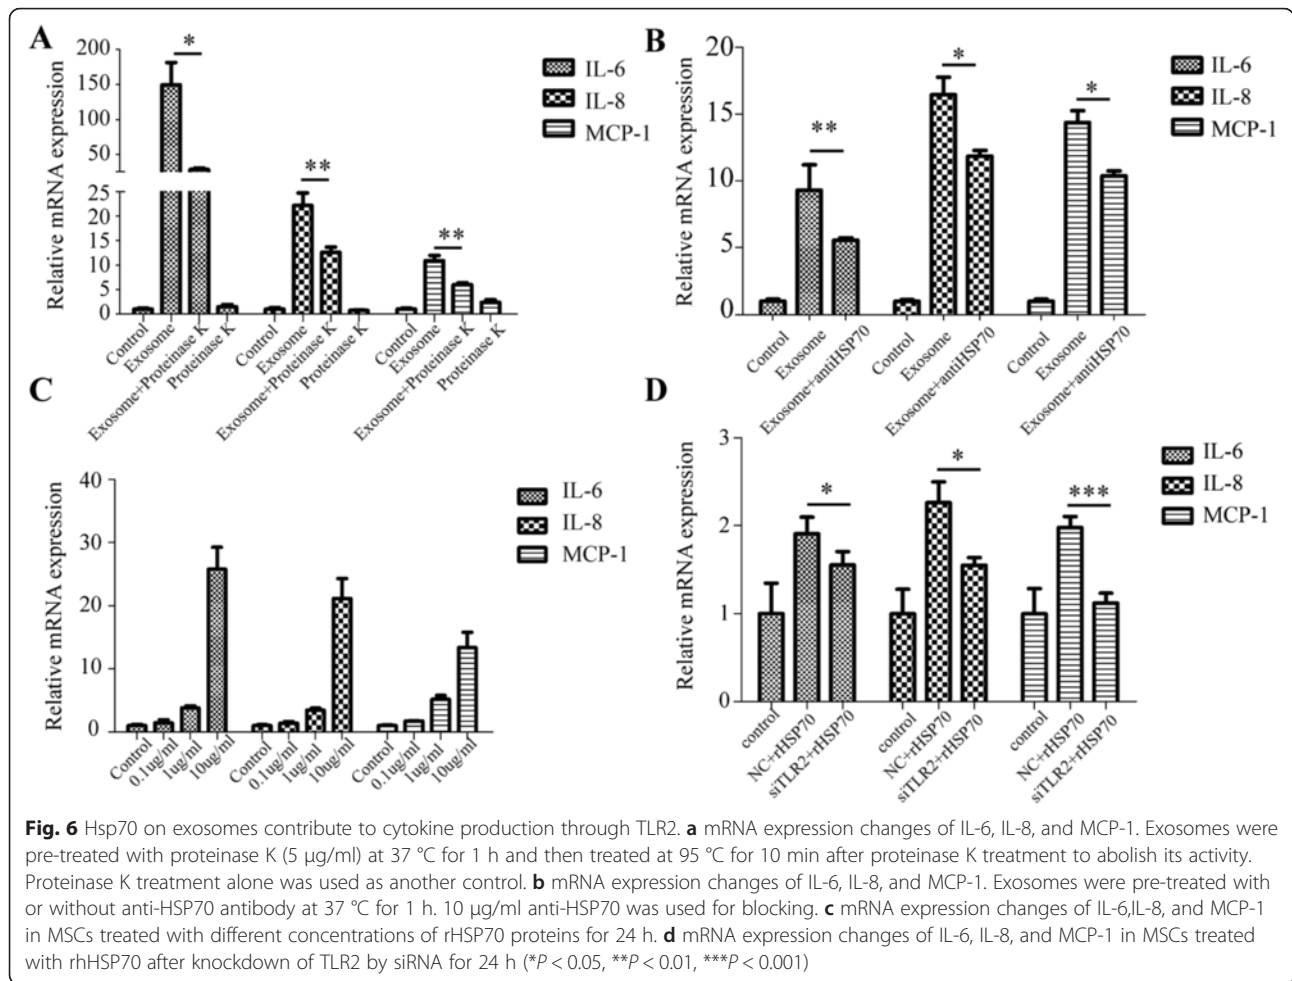 A
Relative mRNA expression
200
150
100
50
25
20
15
10
5
0
*
**
**
IL-6
IL-8
MCP-1
Control
Exosome
Exosome+Proteinase K
Proteinase K
Control
Exosome
Exosome+Proteinase K
Proteinase K
Control
Exosome
Exosome+Proteinase K
Proteinase K
B
Relative mRNA expression
20
15
10
5
0
**
*
*
IL-6
IL-8
MCP-1
Control
Exosome
Exosome+antiHSP70
Control
Exosome
Exosome+antiHSP70
Control
Exosome
Exosome+antiHSP70
C
Relative mRNA expression
40
30
20
10
0
IL-6
IL-8
MCP-1
Control
0.1ug/ml
1ug/ml
10ug/ml
Control
0.1ug/ml
1ug/ml
10ug/ml
Control
0.1ug/ml
1ug/ml
10ug/ml
D
Relative mRNA expression
3
2
1
0
*
*
***
IL-6
IL-8
MCP-1
control
NC+rHSP70
siTLR2+rHSP70
control
NC+rHSP70
siTLR2+rHSP70
control
NC+rHSP70
siTLR2+rHSP70
Fig. 6 Hsp70 on exosomes contribute to cytokine production through TLR2. a mRNA expression changes of IL-6, IL-8, and MCP-1. Exosomes were
pre-treated with proteinase K (5 μg/ml) at 37 °C for 1 h and then treated at 95 °C for 10 min after proteinase K treatment to abolish its activity.
Proteinase K treatment alone was used as another control. b mRNA expression changes of IL-6, IL-8, and MCP-1. Exosomes were pre-treated with
or without anti-HSP70 antibody at 37 °C for 1 h. 10 μg/ml anti-HSP70 was used for blocking. c mRNA expression changes of IL-6,IL-8, and MCP-1
in MSCs treated with different concentrations of rHSP70 proteins for 24 h. d mRNA expression changes of IL-6, IL-8, and MCP-1 in MSCs treated
with rhHSP70 after knockdown of TLR2 by siRNA for 24 h (*P < 0.05, **P < 0.01, ***P < 0.001)